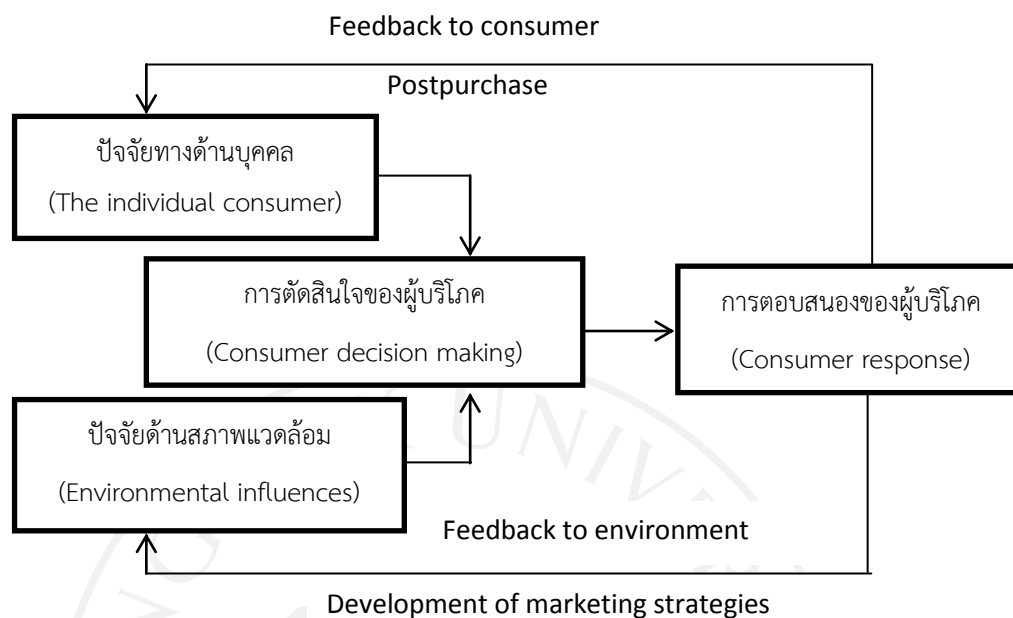 Feedback to consumer
Postpurchase
ปัจจัยทางด้านบุคคล
(The individual consumer)
การตัดสินใจของผู้บริโภค
(Consumer decision making)
การตอบสนองของผู้บริโภค
(Consumer response)
ปัจจัยด้านสภาพแวดล้อม
(Environmental influences)
Feedback to environment
Development of marketing strategies